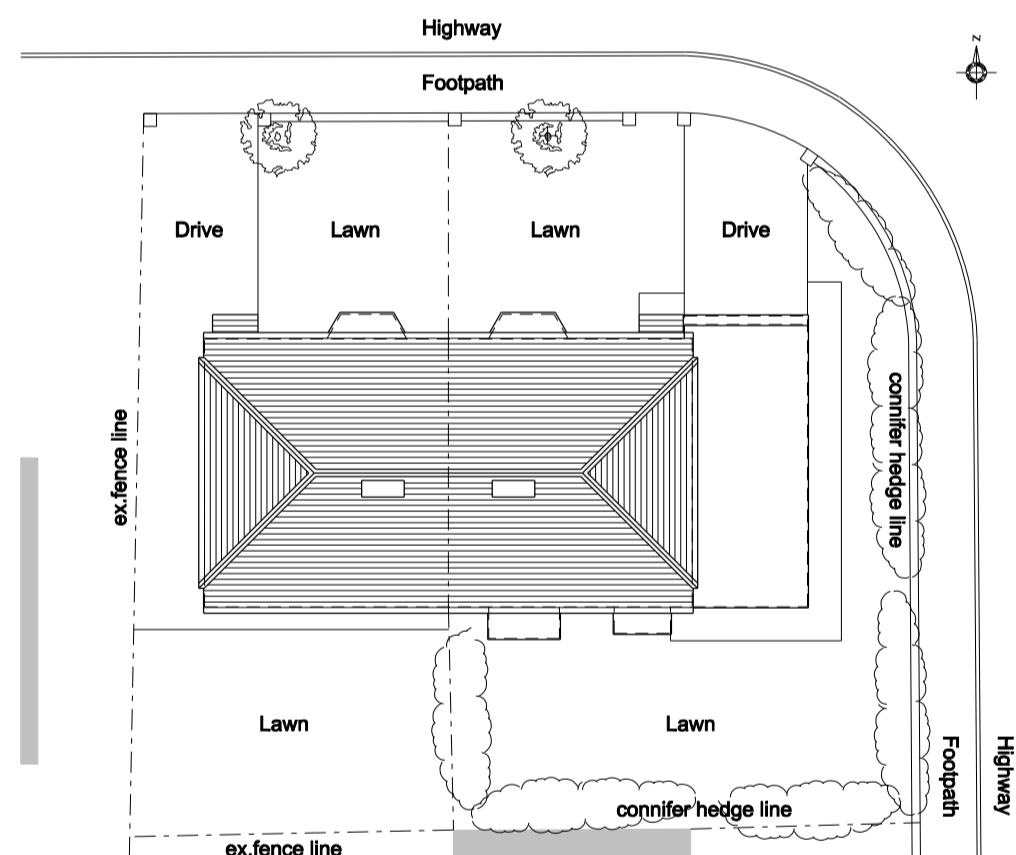 Highway
N
Footpath
Drive
Lawn
Lawn
Drive
ex.fence line
connifer hedge line
Lawn
Lawn
Footpath
Highway
connifer hedge line
ex.fence line